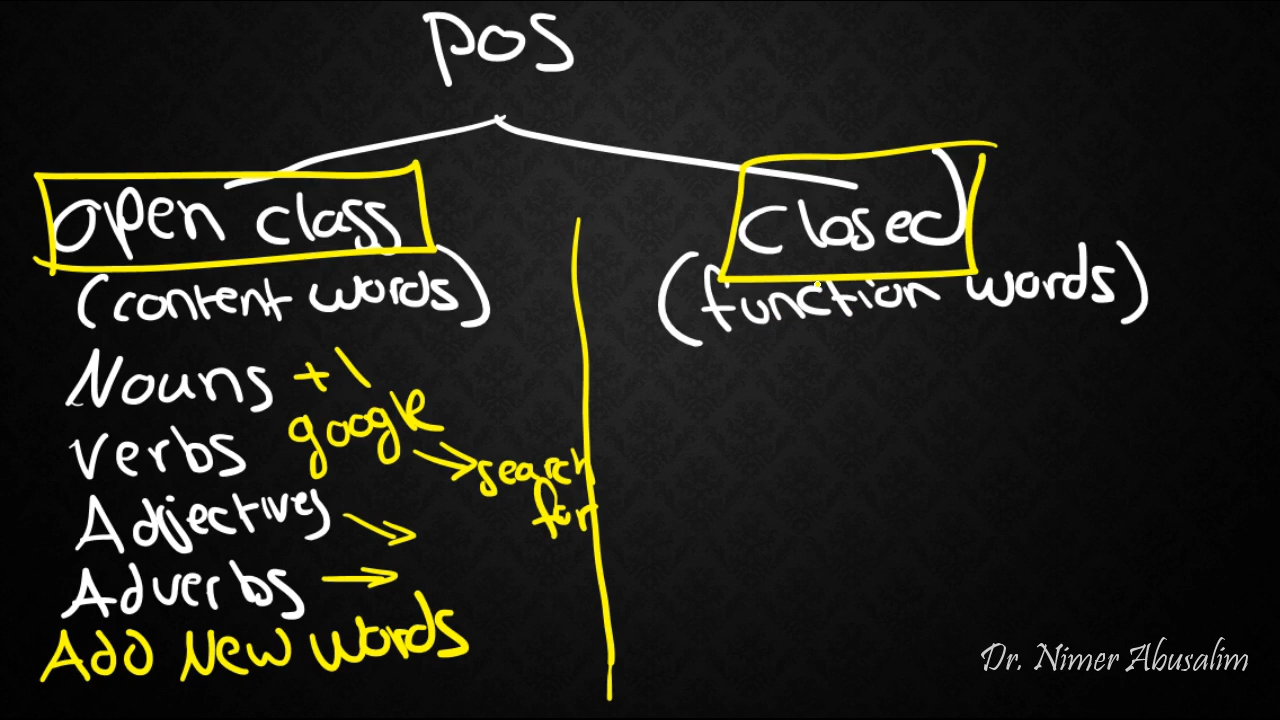 POS
Open class
(content words)
Nouns +
Verbs google
→ search for
Adjectives →
Adverbs →
Add New words
Closed
(function words)
Dr. Nimer Abusalim